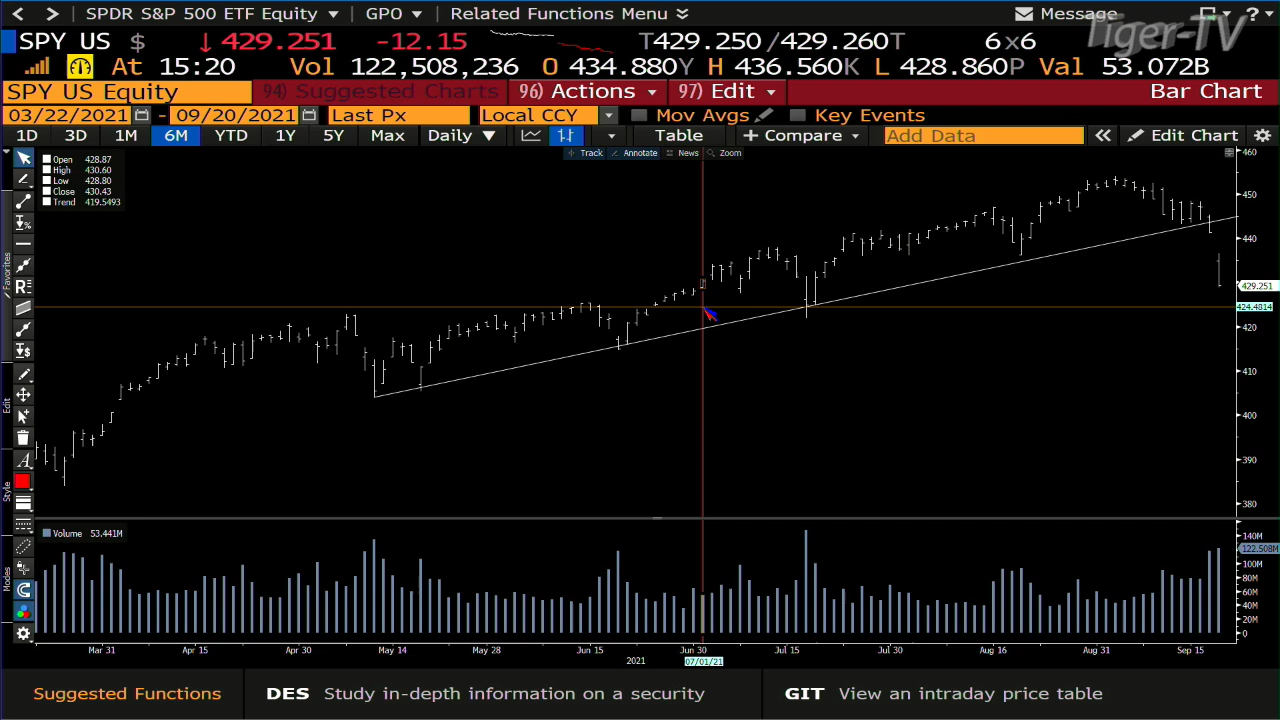 SPDR S&P 500 ETF Equity GPO Related Functions Menu Message ?
Tiger-TV
SPY US $ ↓429.251 -12.15 T429.250/429.260T 6x6
At 15:20 Vol 122,508,236 O 434.880Y H 436.560K L 428.860P Val 53.072B
SPY US Equity 94) Suggested Charts 96) Actions 97) Edit Bar Chart
03/22/2021 - 09/20/2021 Last Px Local CCY Mov Avgs Key Events
1D 3D 1M 6M YTD 1Y 5Y Max Daily ▼ Table + Compare Add Data « Edit Chart
Track Annotate News Zoom
Open 428.87
High 430.60
Low 428.80
Close 430.43
Trend 419.5493
460
450
440
429.251
424.4814
420
410
400
390
380
Favorites
Edit
Style
Modes
Volume 53.441M
140M
122.508M
100M
80M
60M
40M
20M
0
Mar 31 Apr 15 Apr 30 May 14 May 28 Jun 15 Jun 30 Jul 15 Jul 30 Aug 16 Aug 31 Sep 15
2021 07/01/21
Suggested Functions DES Study in-depth information on a security GIT View an intraday price table